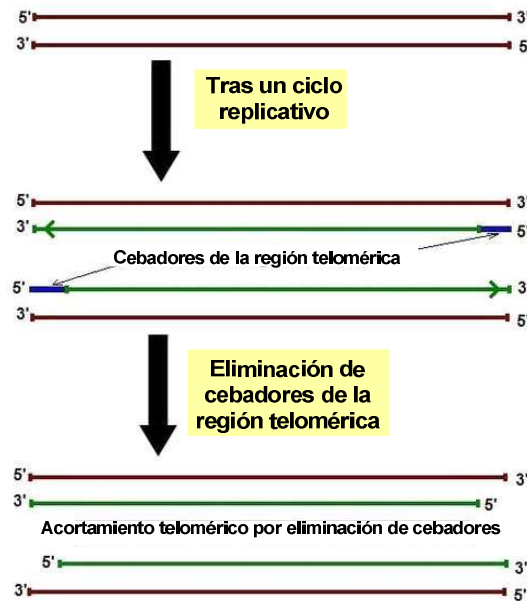 5' 3'
3' 5'
Tras un ciclo
replicativo
5' 3'
3' 5'
Cebadores de la región telomérica
5' 3'
3' 5'
Eliminación de
cebadores de la
región telomérica
5' 3'
3' 5'
Acortamiento telomérico por eliminación de cebadores
5' 3'
3' 5'